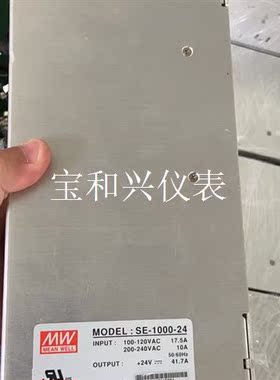 宝和兴仪表
MW
MEAN WELL
MODEL : SE-1000-24
INPUT : 100-120VAC 17.5A
200-240VAC 10A
50/60Hz
OUTPUT : +24V 41.7A